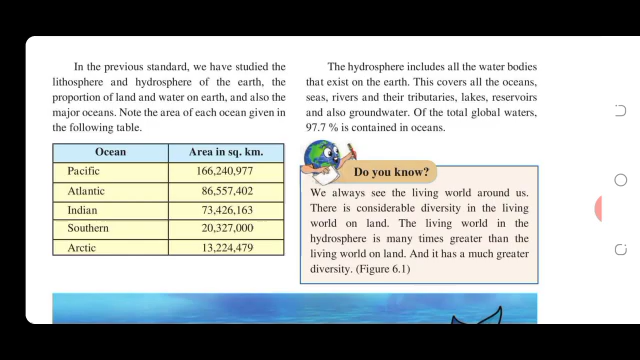 In the previous standard, we have studied the
lithosphere and hydrosphere of the earth, the
proportion of land and water on earth, and also the
major oceans. Note the area of each ocean given in
the following table.
Ocean Area in sq. km.
Pacific 166,240,977
Atlantic 86,557,402
Indian 73,426,163
Southern 20,327,000
Arctic 13,224,479
The hydrosphere includes all the water bodies
that exist on the earth. This covers all the oceans,
seas, rivers and their tributaries, lakes, reservoirs
and also groundwater. Of the total global waters,
97.7 % is contained in oceans.
Do you know?
We always see the living world around us.
There is considerable diversity in the living
world on land. The living world in the
hydrosphere is many times greater than the
living world on land. And it has a much greater
diversity. (Figure 6.1)